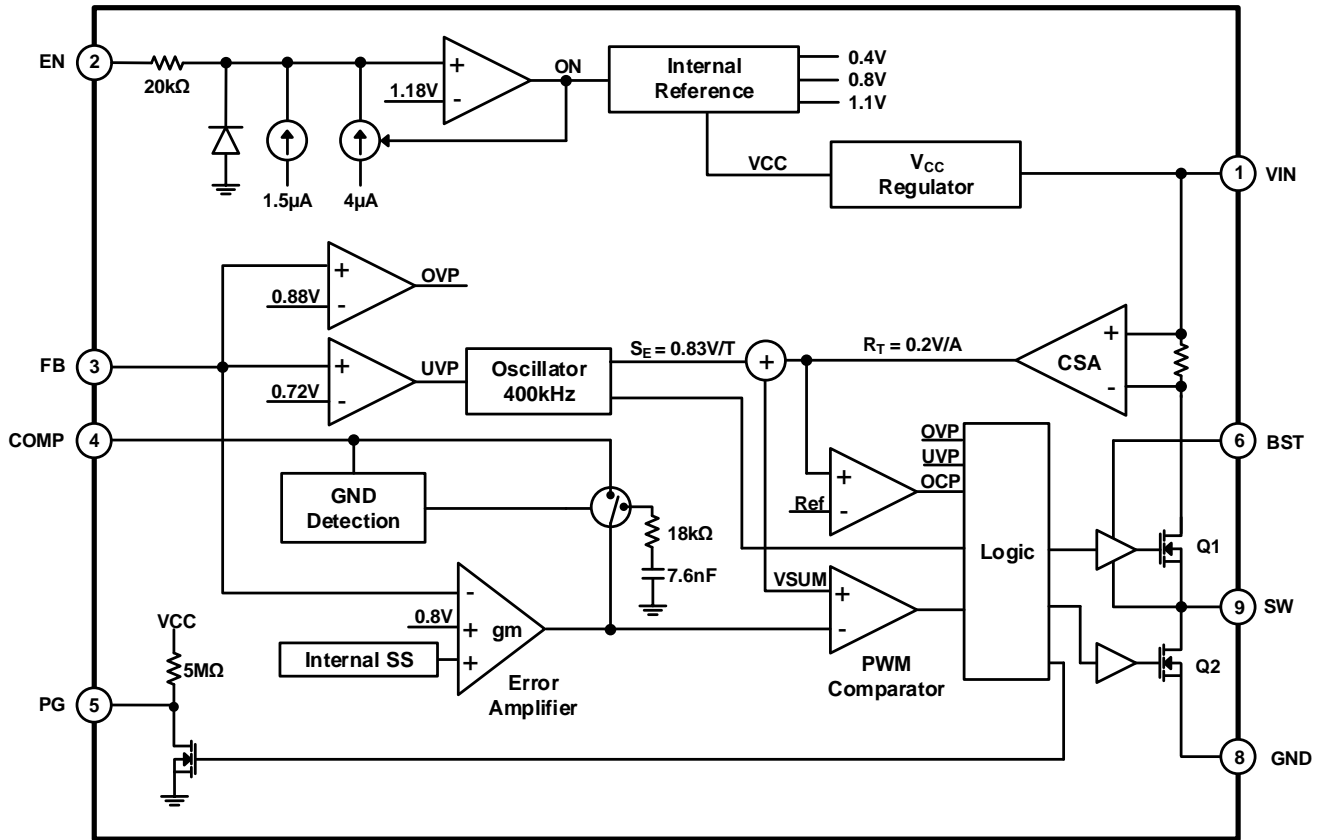 EN
2
20kΩ
1.5µA
4µA
+
1.18V
-
ON
Internal
Reference
0.4V
0.8V
1.1V
VCC
VCC
Regulator
1
VIN
+
0.88V
-
OVP
FB
3
+
0.72V
-
UVP
Oscillator
400kHz
SE = 0.83V/T
+
RT = 0.2V/A
CSA
+
-
COMP
4
GND
Detection
18kΩ
7.6nF
+
Ref
-
OVP
UVP
OCP
Logic
6
BST
Q1
9
SW
Q2
8
GND
-
0.8V
+
+
gm
Internal SS
Error
Amplifier
VSUM
+
-
PWM
Comparator
VCC
5MΩ
PG
5